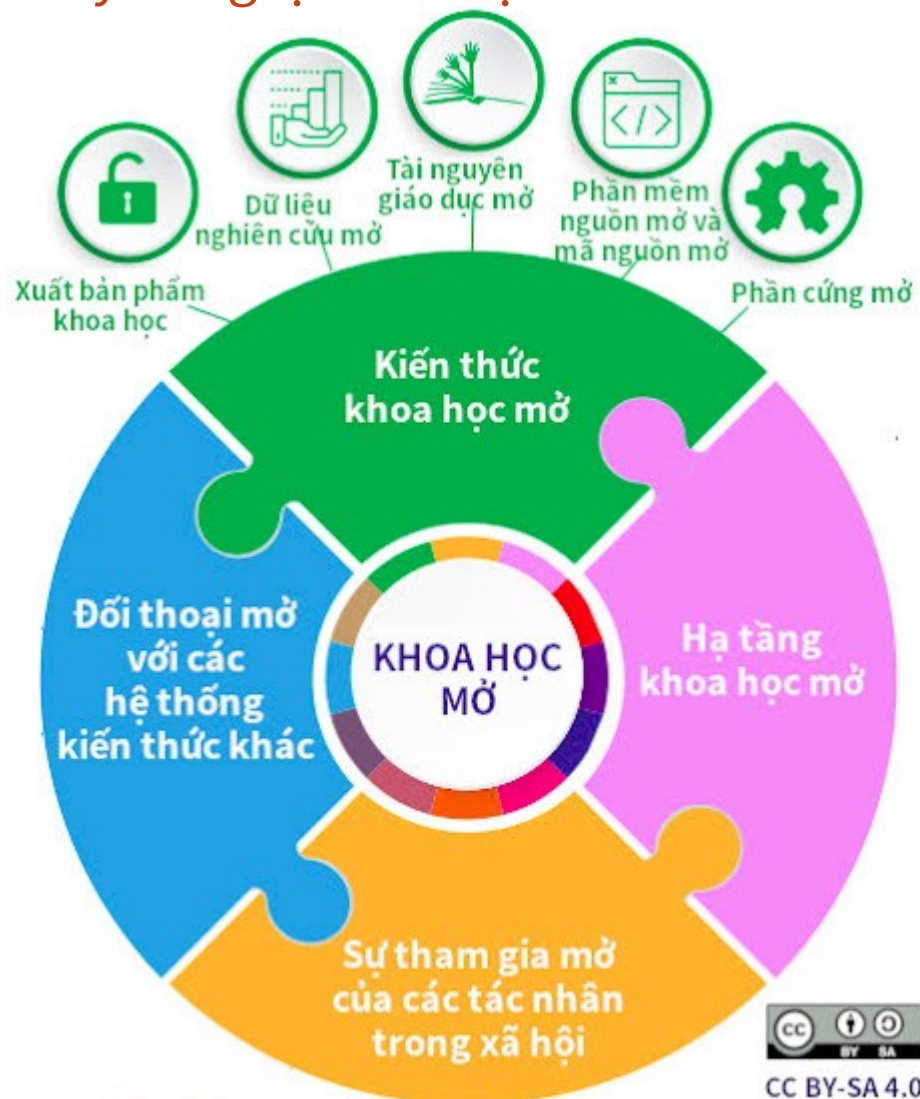 Tài nguyên
giáo dục mở
Dữ liệu
nghiên cứu mở
Phần mềm
nguồn mở và
mã nguồn mở
Xuất bản phẩm
khoa học
Phần cứng mở
Kiến thức
khoa học mở
Đối thoại mở
với các
hệ thống
kiến thức khác
KHOA HỌC
MỞ
Hạ tầng
khoa học mở
Sự tham gia mở
của các tác nhân
trong xã hội
cc
BY SA
CC BY-SA 4.0